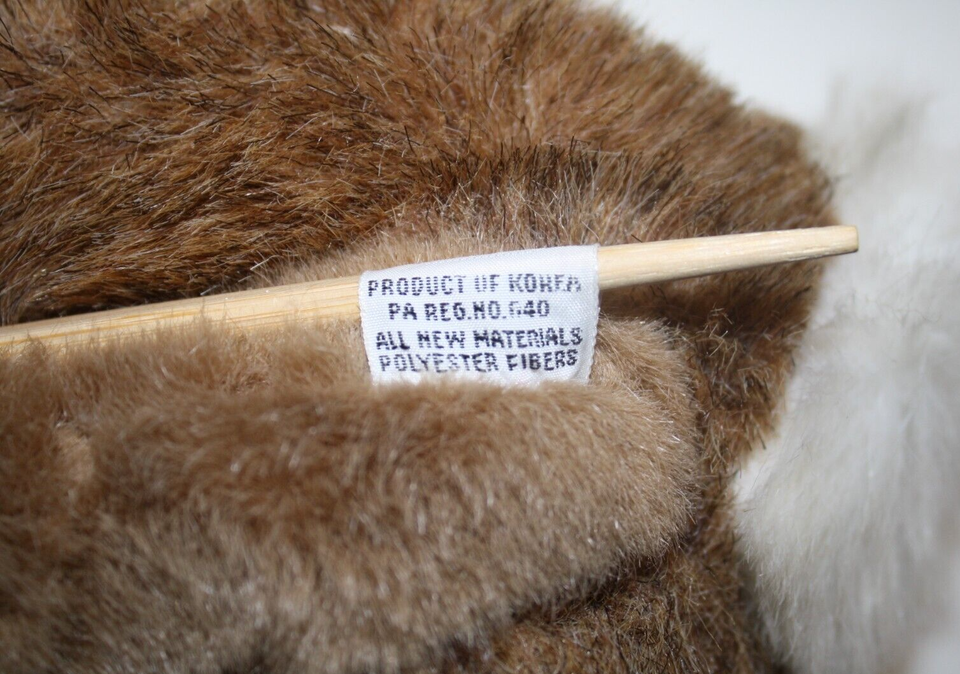 PRODUCT OF KOREA
PA REG.NO.640
ALL NEW MATERIALS
POLYESTER FIBERS